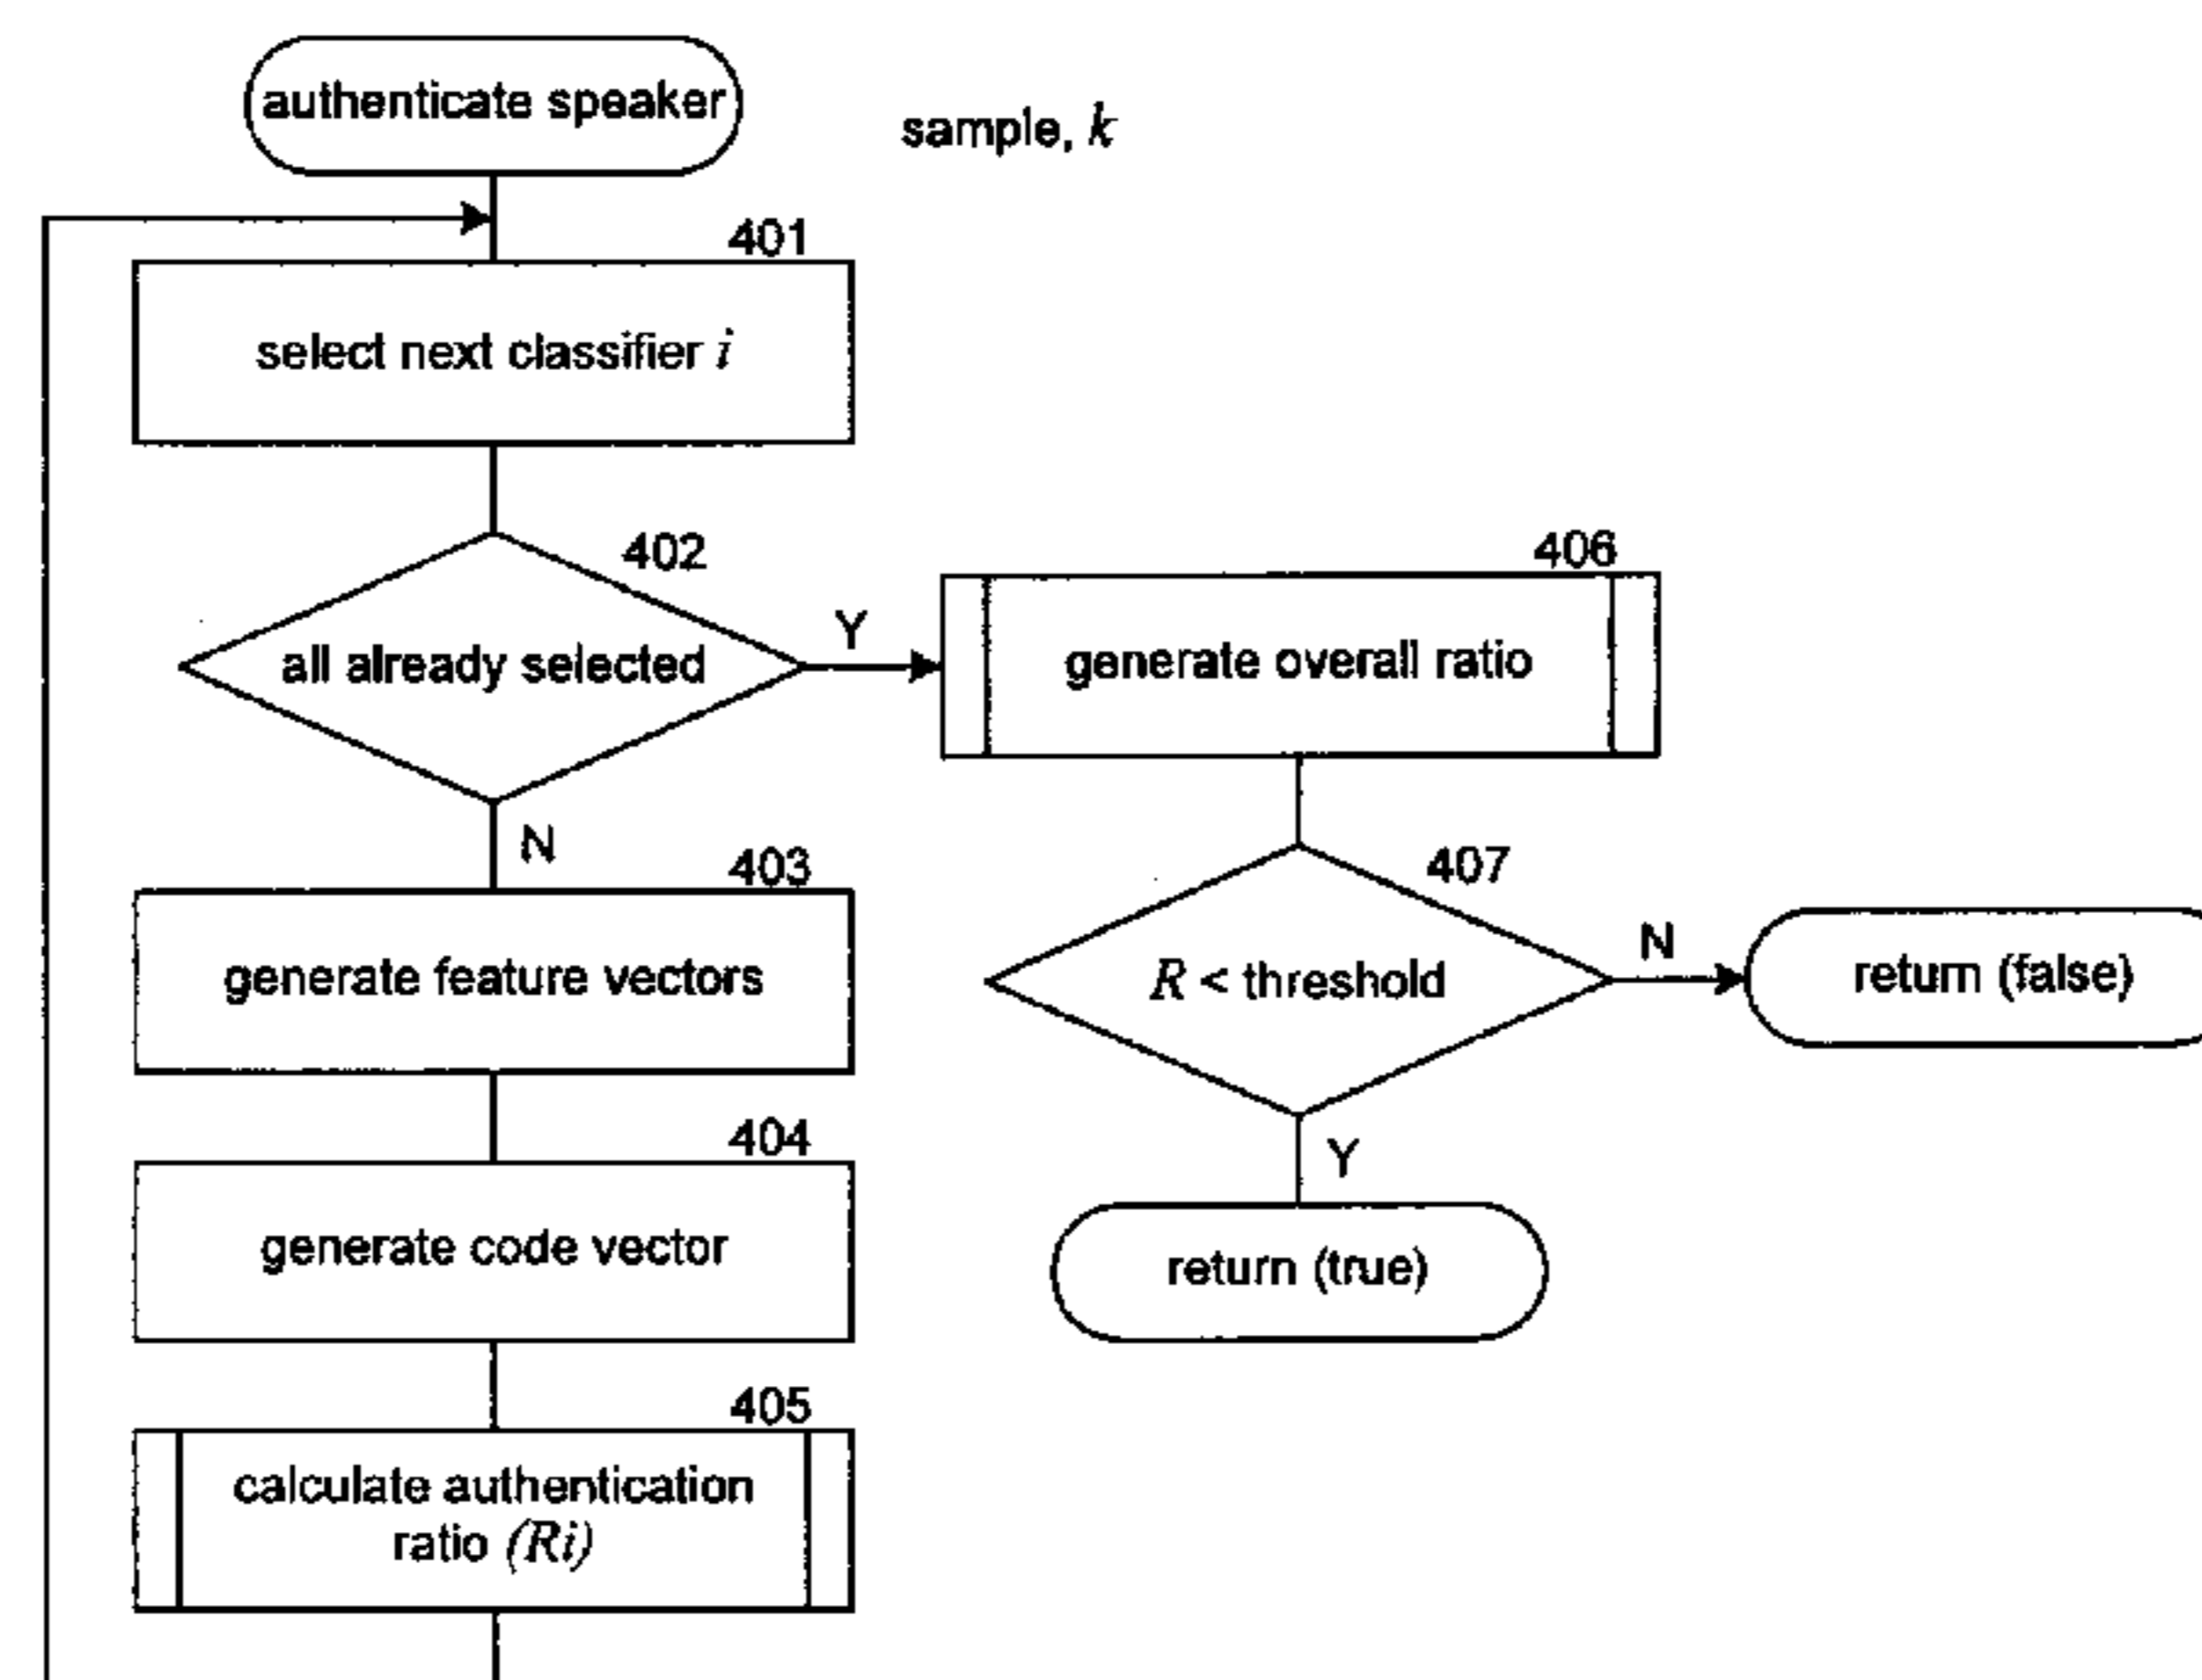 authenticate speaker
sample, k
401
select next classifier i
402
all already selected
Y
406
generate overall ratio
N
403
generate feature vectors
407
R < threshold
N
return (false)
404
generate code vector
Y
return (true)
405
calculate authentication
ratio (Ri)